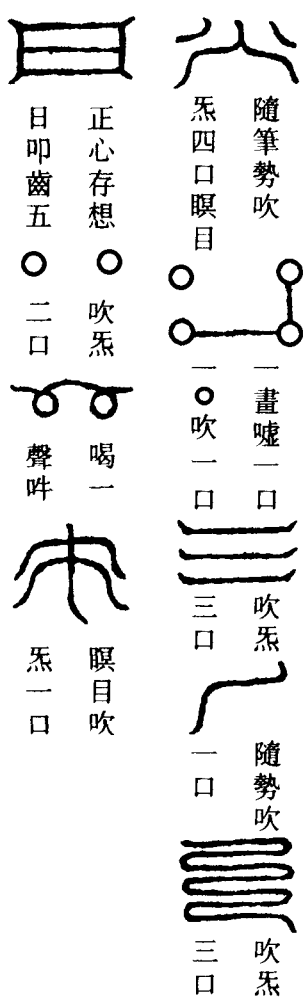 隨筆勢吹
炁四口瞑目
一畫噓一口
一○吹一口
吹炁
三口
隨勢吹
一口
吹炁
三口
正心存想
日叩齒五
吹炁
二口
喝一
聲吽
瞑目吹
炁一口